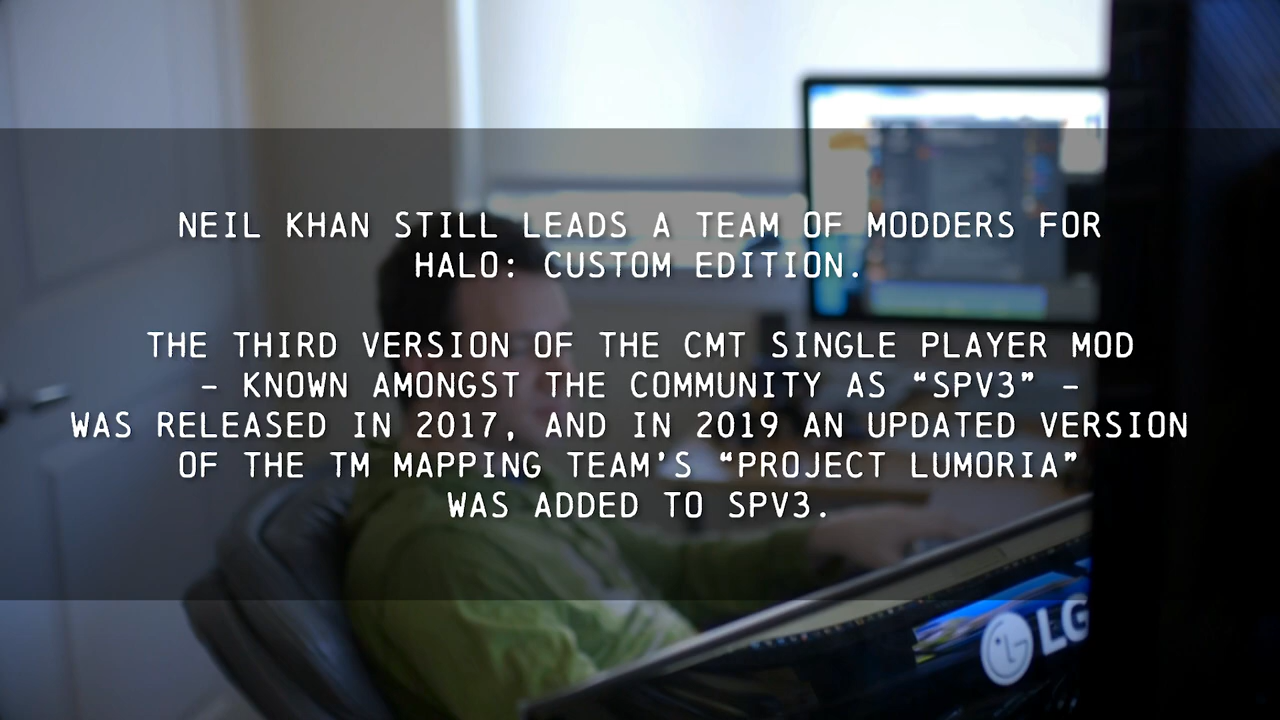 NEIL KHAN STILL LEADS A TEAM OF MODDERS FOR
HALO: CUSTOM EDITION.
THE THIRD VERSION OF THE CMT SINGLE PLAYER MOD
– KNOWN AMONGST THE COMMUNITY AS “SPV3” –
WAS RELEASED IN 2017, AND IN 2019 AN UPDATED VERSION
OF THE TM MAPPING TEAM’S “PROJECT LUMORIA”
WAS ADDED TO SPV3.
LG